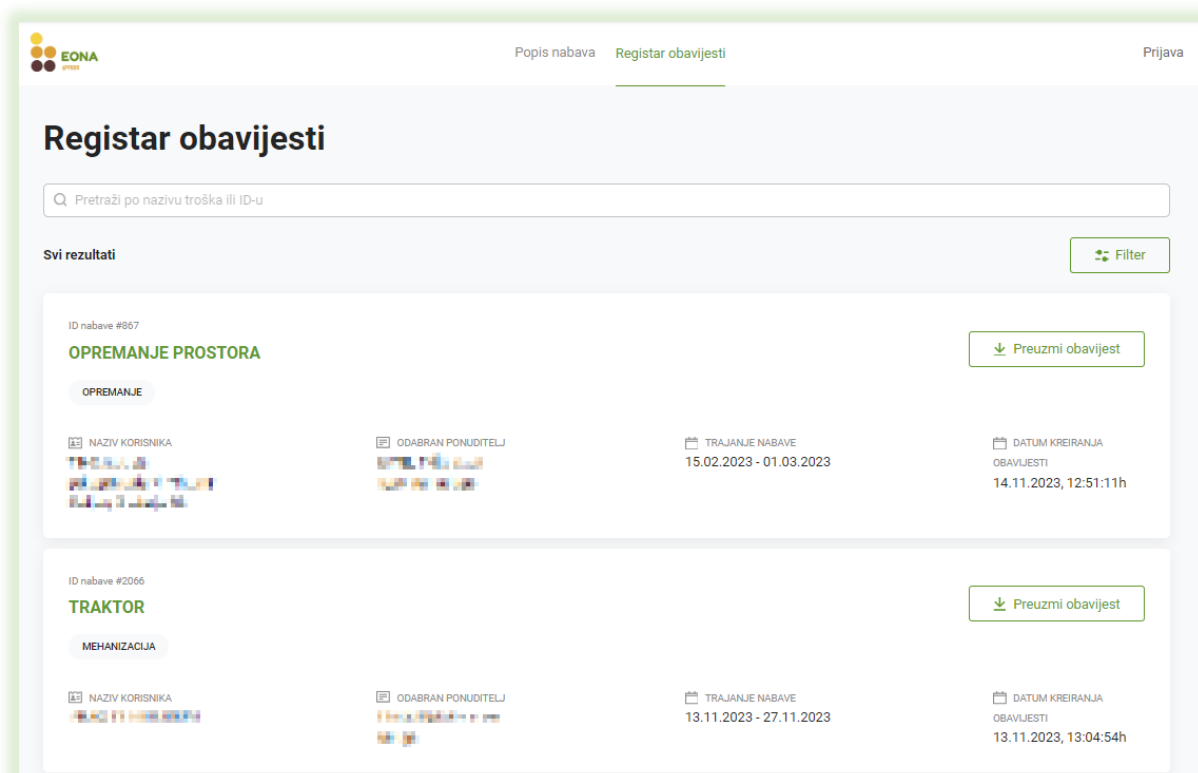 EONA
Popis nabava
Registar obavijesti
Prijava
Registar obavijesti
Pretraži po nazivu troška ili ID-u
Svi rezultati
Filter
ID nabave #867
OPREMANJE PROSTORA
Preuzmi obavijest
OPREMANJE
NAZIV KORISNIKA
ODABRAN PONUDITELJ
TRAJANJE NABAVE
15.02.2023 - 01.03.2023
DATUM KREIRANJA
OBAVIJESTI
14.11.2023, 12:51:11h
ID nabave #2066
TRAKTOR
Preuzmi obavijest
MEHANIZACIJA
NAZIV KORISNIKA
ODABRAN PONUDITELJ
TRAJANJE NABAVE
13.11.2023 - 27.11.2023
DATUM KREIRANJA
OBAVIJESTI
13.11.2023, 13:04:54h